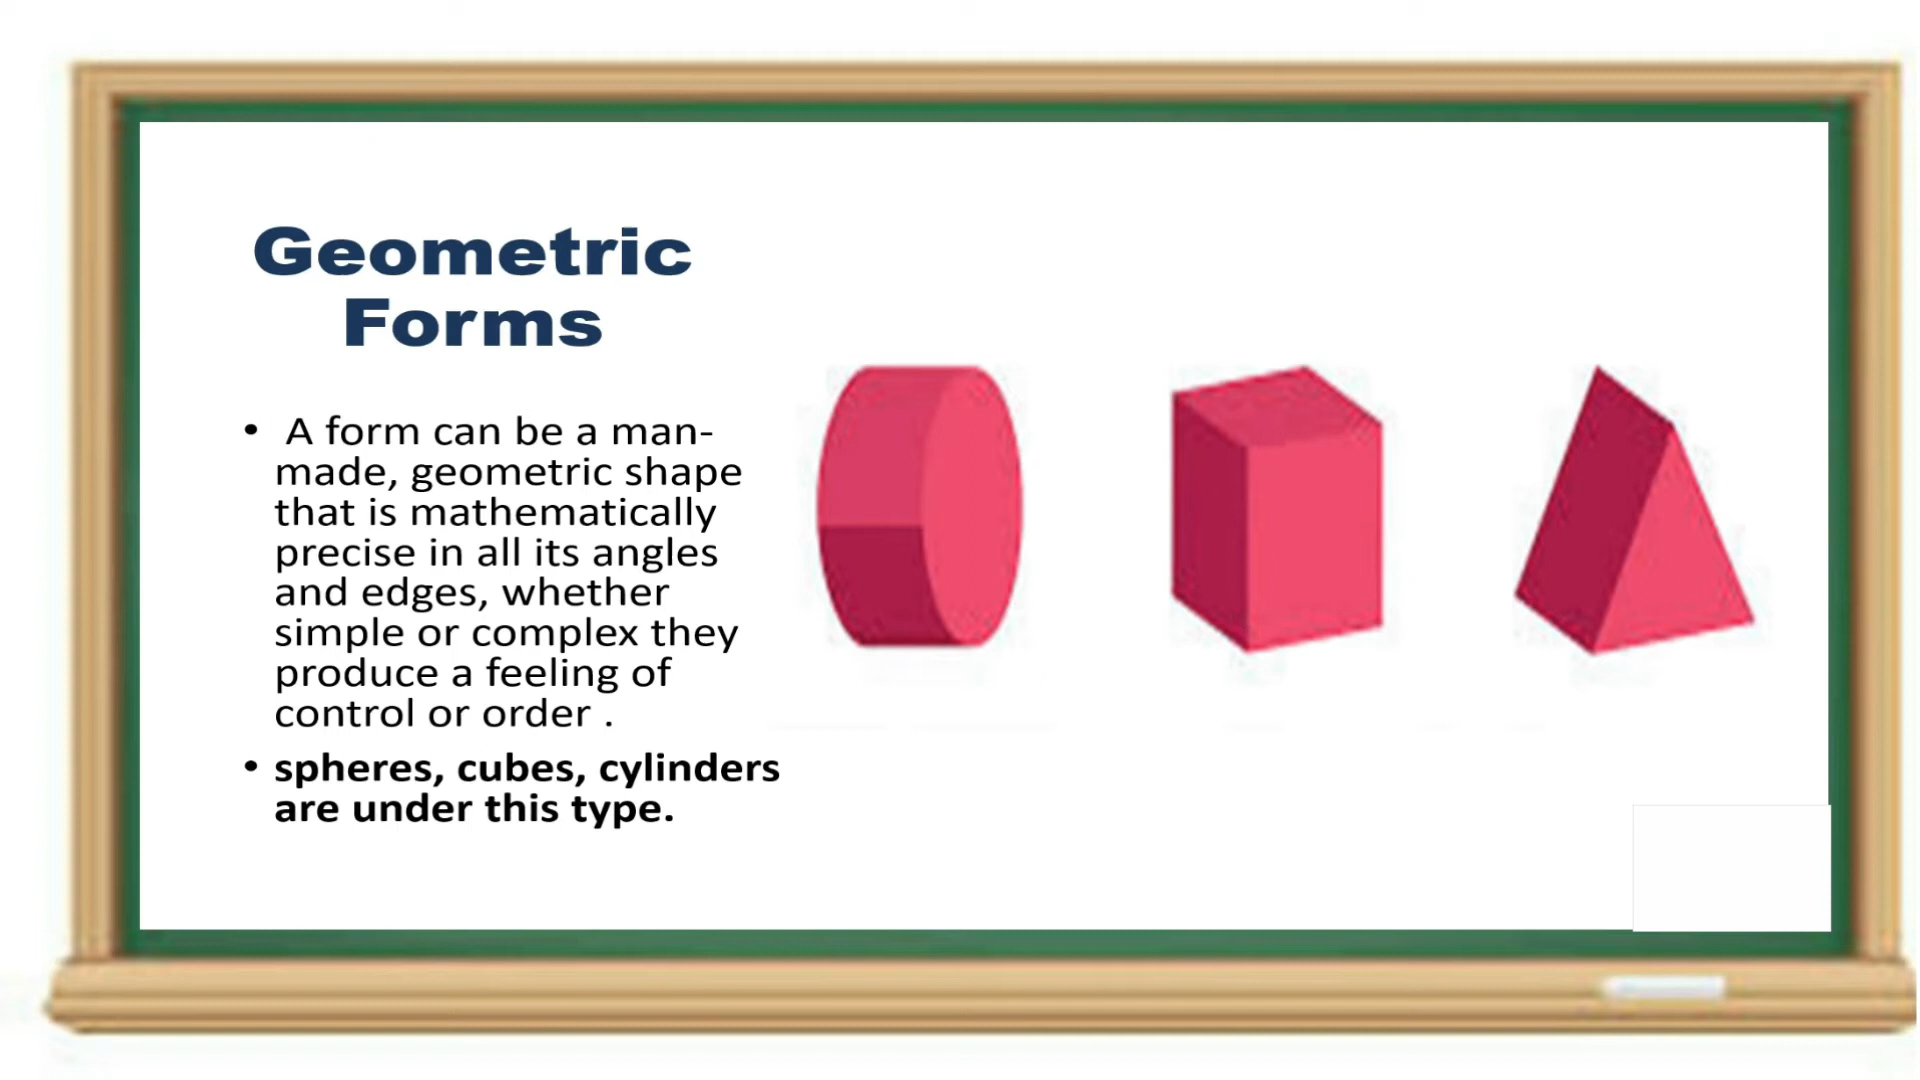 Geometric
Forms
• A form can be a man-
made, geometric shape
that is mathematically
precise in all its angles
and edges, whether
simple or complex they
produce a feeling of
control or order .
• spheres, cubes, cylinders
are under this type.